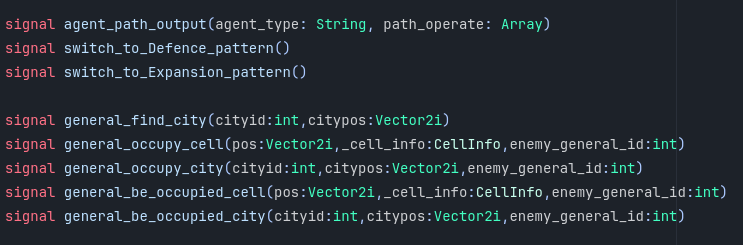 signal agent_path_output(agent_type: String, path_operate: Array)
signal switch_to_Defence_pattern()
signal switch_to_Expansion_pattern()
signal general_find_city(cityid:int,citypos:Vector2i)
signal general_occupy_cell(pos:Vector2i,_cell_info:CellInfo,enemy_general_id:int)
signal general_occupy_city(cityid:int,citypos:Vector2i,enemy_general_id:int)
signal general_be_occupied_cell(pos:Vector2i,_cell_info:CellInfo,enemy_general_id:int)
signal general_be_occupied_city(cityid:int,citypos:Vector2i,enemy_general_id:int)